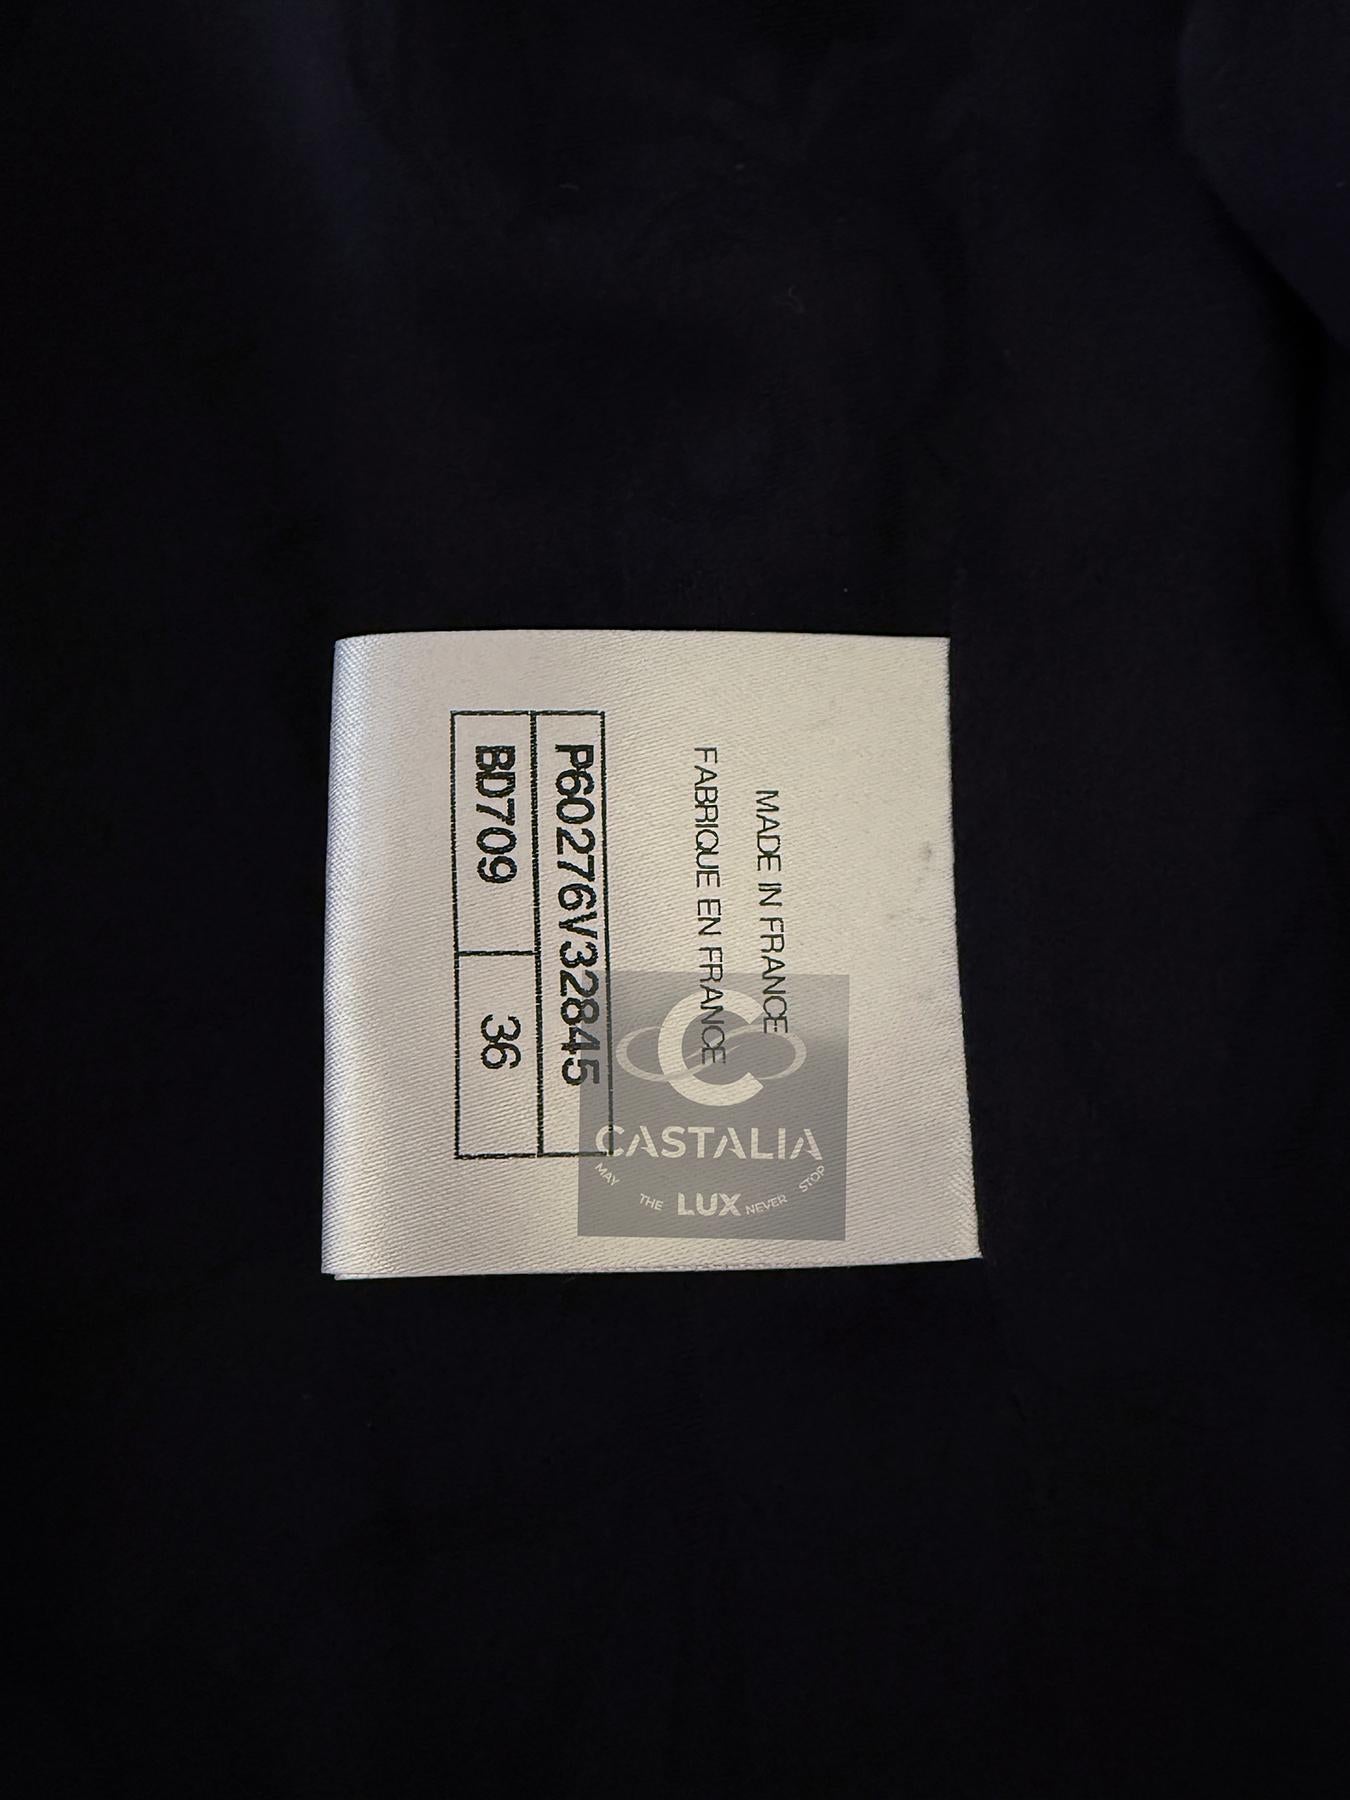 MADE IN FRANCE
FABRIQUE EN FRANCE
P60276V32845
BD709 36
C
CASTALIA
MAY THE LUX NEVER STOP